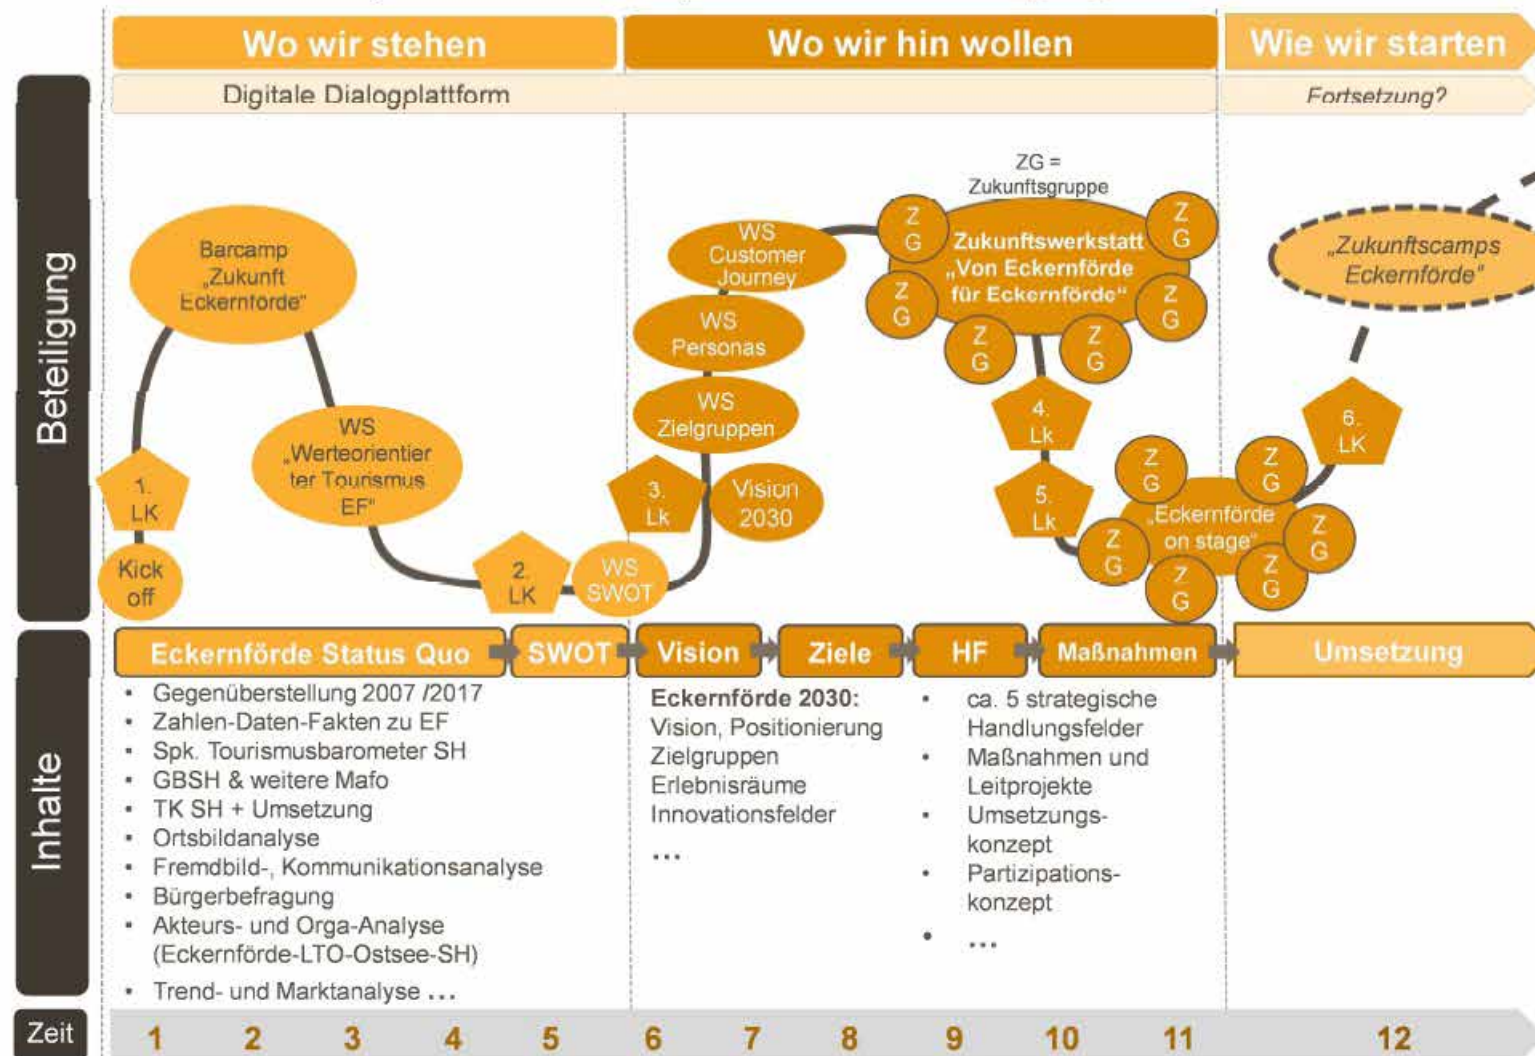 Wo wir stehen
Wo wir hin wollen
Wie wir starten
Digitale Dialogplattform
Fortsetzung?
Beteiligung
Kick
off
1.
LK
Barcamp
„Zukunft
Eckernförde“
WS
„Werteorientier
ter Tourismus
EF“
2.
LK
WS
SWOT
3.
Lk
Vision
2030
WS
Zielgruppen
WS
Personas
WS
Customer
Journey
ZG =
Zukunftsgruppe
Zukunftswerkstatt
„Von Eckernförde
für Eckernförde“
Z
G
Z
G
Z
G
Z
G
Z
G
Z
G
4.
Lk
5.
Lk
„Eckernförde
on stage“
Z
G
Z
G
Z
G
Z
G
Z
G
Z
G
6.
LK
„Zukunftscamps
Eckernförde“
Inhalte
Eckernförde Status Quo
SWOT
Vision
Ziele
HF
Maßnahmen
Umsetzung
▪ Gegenüberstellung 2007 /2017
▪ Zahlen-Daten-Fakten zu EF
▪ Spk. Tourismusbarometer SH
▪ GBSH & weitere Mafo
▪ TK SH + Umsetzung
▪ Ortsbildanalyse
▪ Fremdbild-, Kommunikationsanalyse
▪ Bürgerbefragung
▪ Akteurs- und Orga-Analyse
(Eckernförde-LTO-Ostsee-SH)
▪ Trend- und Marktanalyse ...
Eckernförde 2030:
Vision, Positionierung
Zielgruppen
Erlebnisräume
Innovationsfelder
...
▪ ca. 5 strategische
Handlungsfelder
▪ Maßnahmen und
Leitprojekte
▪ Umsetzungs-
konzept
▪ Partizipations-
konzept
• ...
Zeit
1 2 3 4 5 6 7 8 9 10 11 12